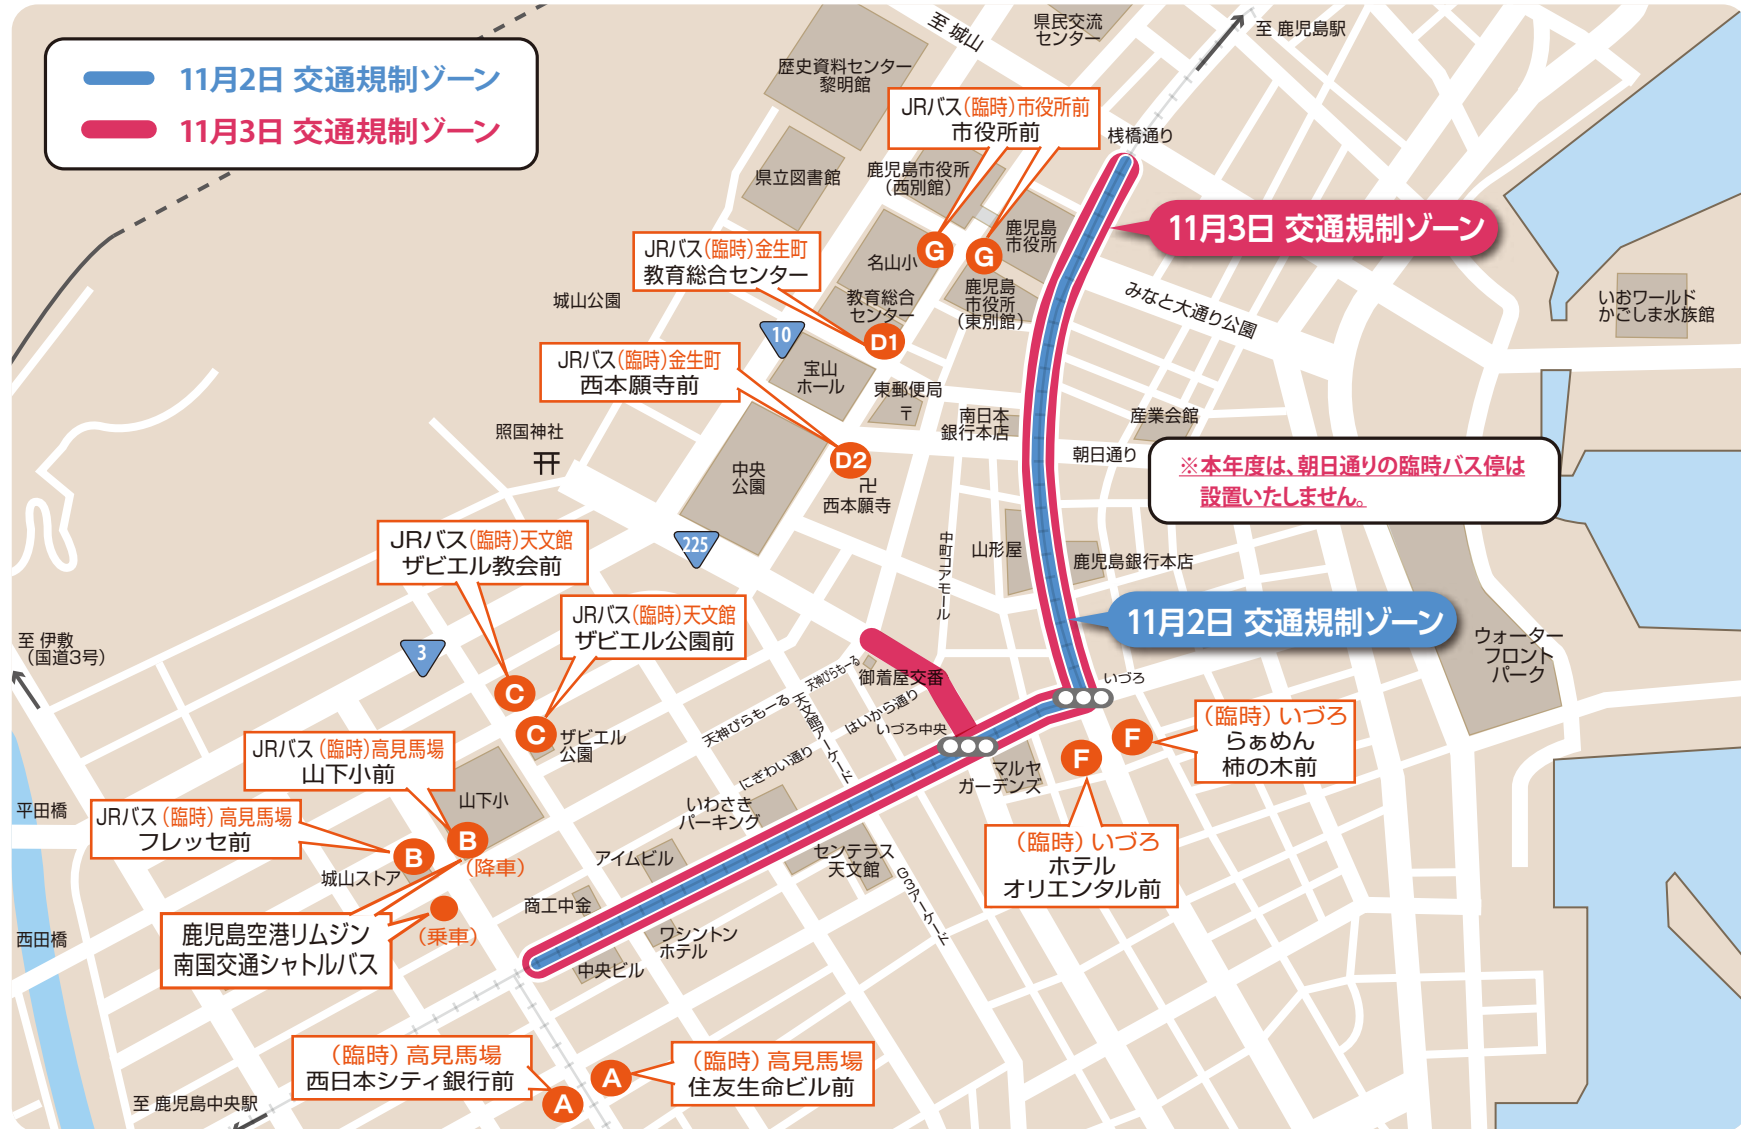 11月2日 交通規制ゾーン
11月3日 交通規制ゾーン
至 城山
県民交流
センター
至 鹿児島駅
歴史資料センター
黎明館
JRバス(臨時)市役所前
市役所前
桟橋通り
県立図書館
鹿児島市役所
(西別館)
11月3日 交通規制ゾーン
鹿児島
市役所
JRバス(臨時)金生町
教育総合センター
名山小
G
G
城山公園
教育総合
センター
鹿児島
市役所
(東別館)
みなと大通り公園
いおワールド
かごしま水族館
10
D1
JRバス(臨時)金生町
西本願寺前
宝山
ホール
東郵便局
〒
南日本
銀行本店
産業会館
照国神社
朝日通り
D2
※本年度は、朝日通りの臨時バス停は
設置いたしません。
中央
公園
卍
西本願寺
JRバス(臨時)天文館
ザビエル教会前
225
中町コアモール
山形屋
鹿児島銀行本店
JRバス(臨時)天文館
ザビエル公園前
11月2日 交通規制ゾーン
至 伊敷
(国道3号)
3
ウォーター
フロント
パーク
天神ぴらもーる
御着屋交番
いづろ
C
天神ぴらもーる
天文館アーケード
はいから通り
いづろ中央
C
ザビエル
公園
(臨時)いづろ
らぁめん
柿の木前
F
F
JRバス(臨時)高見馬場
山下小前
にぎわい通り
マルヤ
ガーデンズ
平田橋
山下小
いわさき
パーキング
JRバス(臨時)高見馬場
フレッセ前
B
B
(降車)
アイムビル
センテラス
天文館
(臨時)いづろ
ホテル
オリエンタル前
城山ストア
G3アーケード
商工中金
鹿児島空港リムジン
南国交通シャトルバス
(乗車)
ワシントン
ホテル
西田橋
中央ビル
(臨時)高見馬場
西日本シティ銀行前
(臨時)高見馬場
住友生命ビル前
A
A
至 鹿児島中央駅